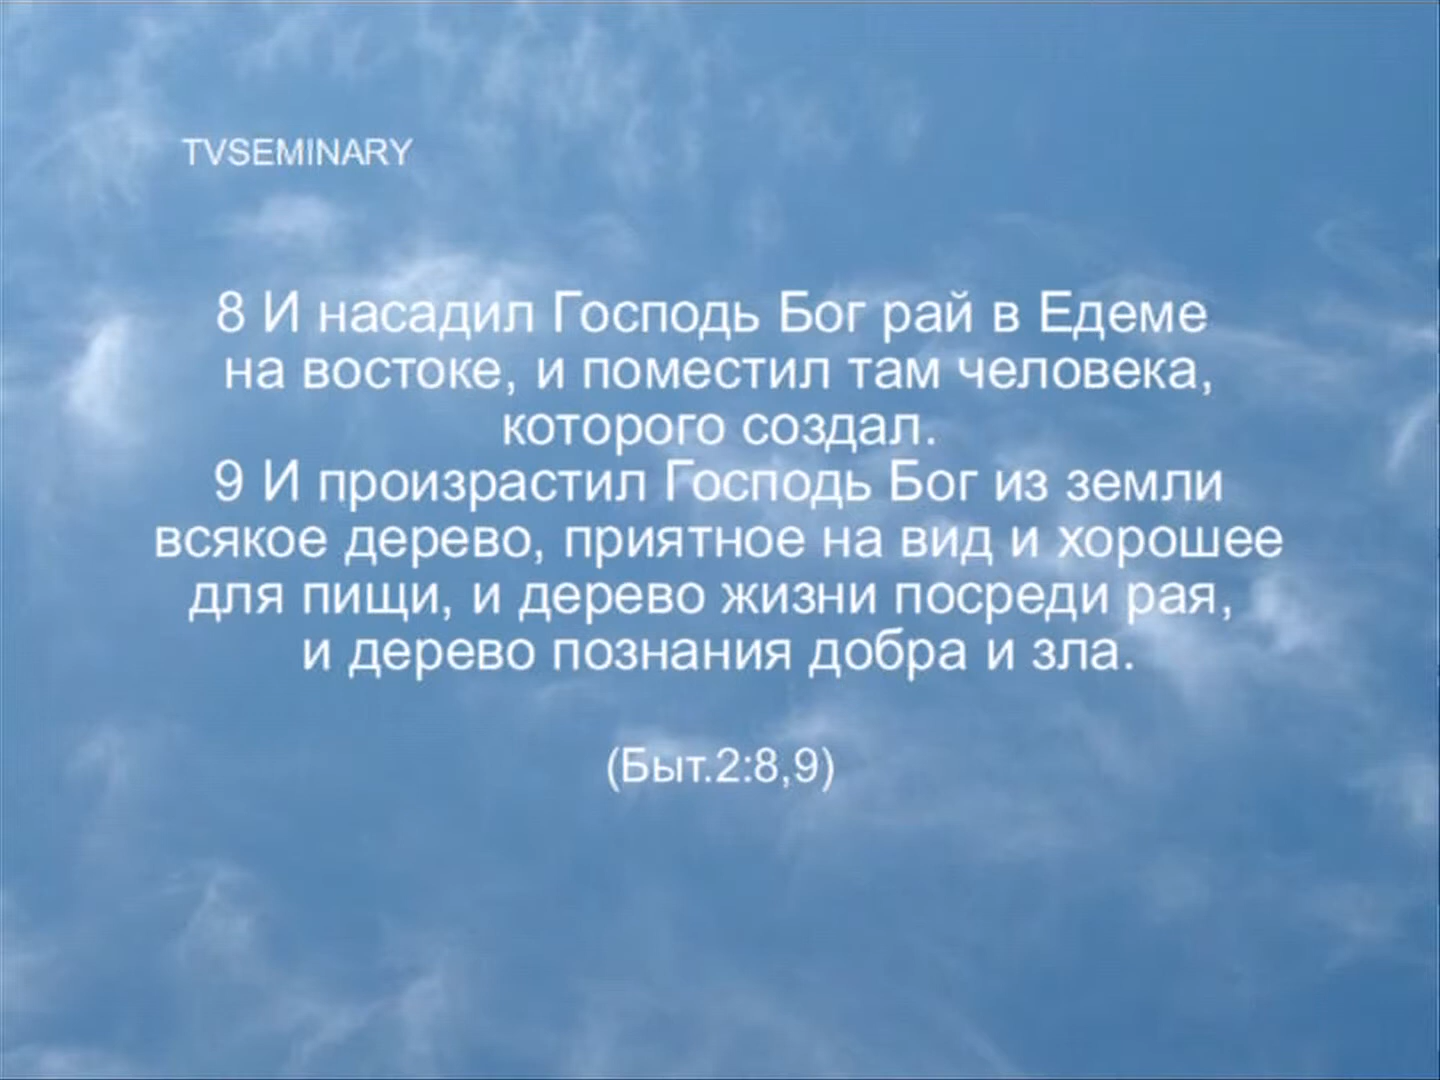 TVSEMINARY
8 И насадил Господь Бог рай в Едеме
на востоке, и поместил там человека,
которого создал.
9 И произрастил Господь Бог из земли
всякое дерево, приятное на вид и хорошее
для пищи, и дерево жизни посреди рая,
и дерево познания добра и зла.
(Быт.2:8,9)